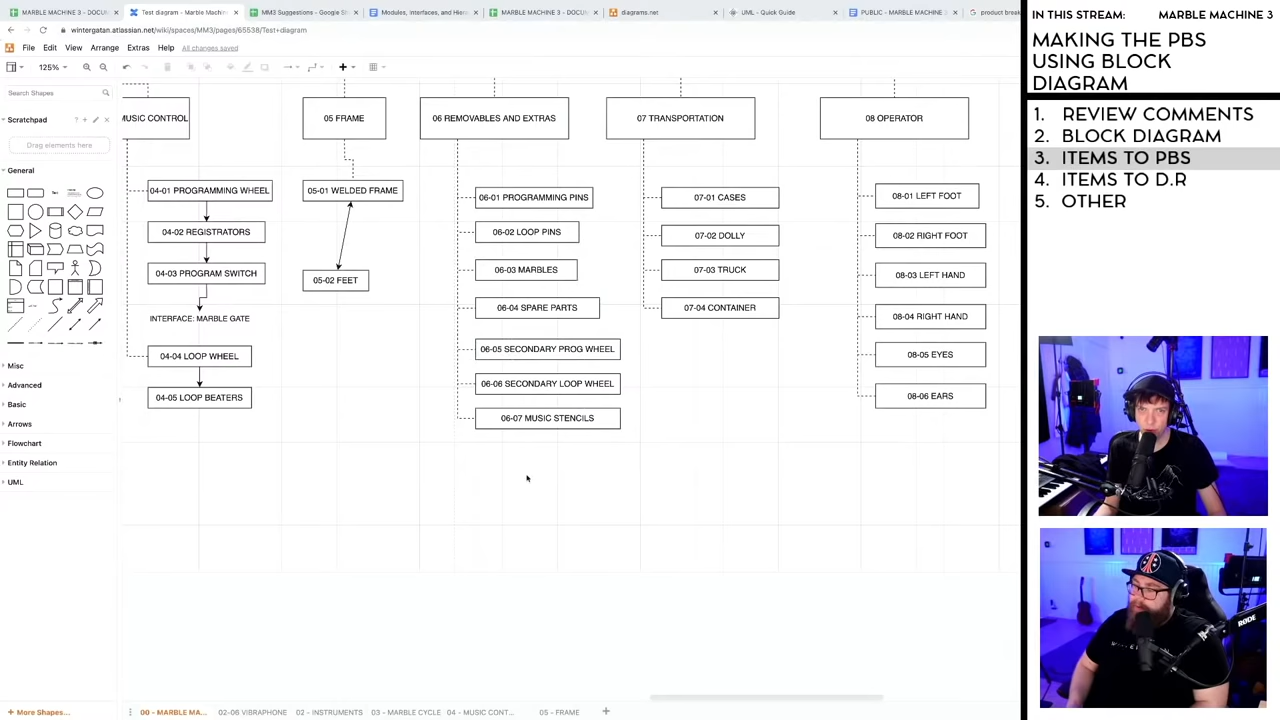 MARBLE MACHINE 3 - DOCU
Test diagram - Marble Machi
MM3 Suggestions - Google Sh
Modules, Interfaces, and Hier
MARBLE MACHINE 3 - DOCU
diagrams.net
UML - Quick Guide
PUBLIC - MARBLE MACHINE
product break
wintergatan.atlassian.net/wiki/spaces/MM3/pages/65538/Test+diagram
File Edit View Arrange Extras Help All changes saved
125%
Search Shapes
Scratchpad
Drag elements here
General
Misc
Advanced
Basic
Arrows
Flowchart
Entity Relation
UML
+ More Shapes...
MUSIC CONTROL
05 FRAME
06 REMOVABLES AND EXTRAS
07 TRANSPORTATION
08 OPERATOR
04-01 PROGRAMMING WHEEL
04-02 REGISTRATORS
04-03 PROGRAM SWITCH
INTERFACE: MARBLE GATE
04-04 LOOP WHEEL
04-05 LOOP BEATERS
05-01 WELDED FRAME
05-02 FEET
06-01 PROGRAMMING PINS
06-02 LOOP PINS
06-03 MARBLES
06-04 SPARE PARTS
06-05 SECONDARY PROG WHEEL
06-06 SECONDARY LOOP WHEEL
06-07 MUSIC STENCILS
07-01 CASES
07-02 DOLLY
07-03 TRUCK
07-04 CONTAINER
08-01 LEFT FOOT
08-02 RIGHT FOOT
08-03 LEFT HAND
08-04 RIGHT HAND
08-05 EYES
08-06 EARS
00 - MARBLE MA...
02-06 VIBRAPHONE
02 - INSTRUMENTS
03 - MARBLE CYCLE
04 - MUSIC CONT...
05 - FRAME
IN THIS STREAM: MARBLE MACHINE 3
MAKING THE PBS
USING BLOCK
DIAGRAM
1. REVIEW COMMENTS
2. BLOCK DIAGRAM
3. ITEMS TO PBS
4. ITEMS TO D.R
5. OTHER
RØDE